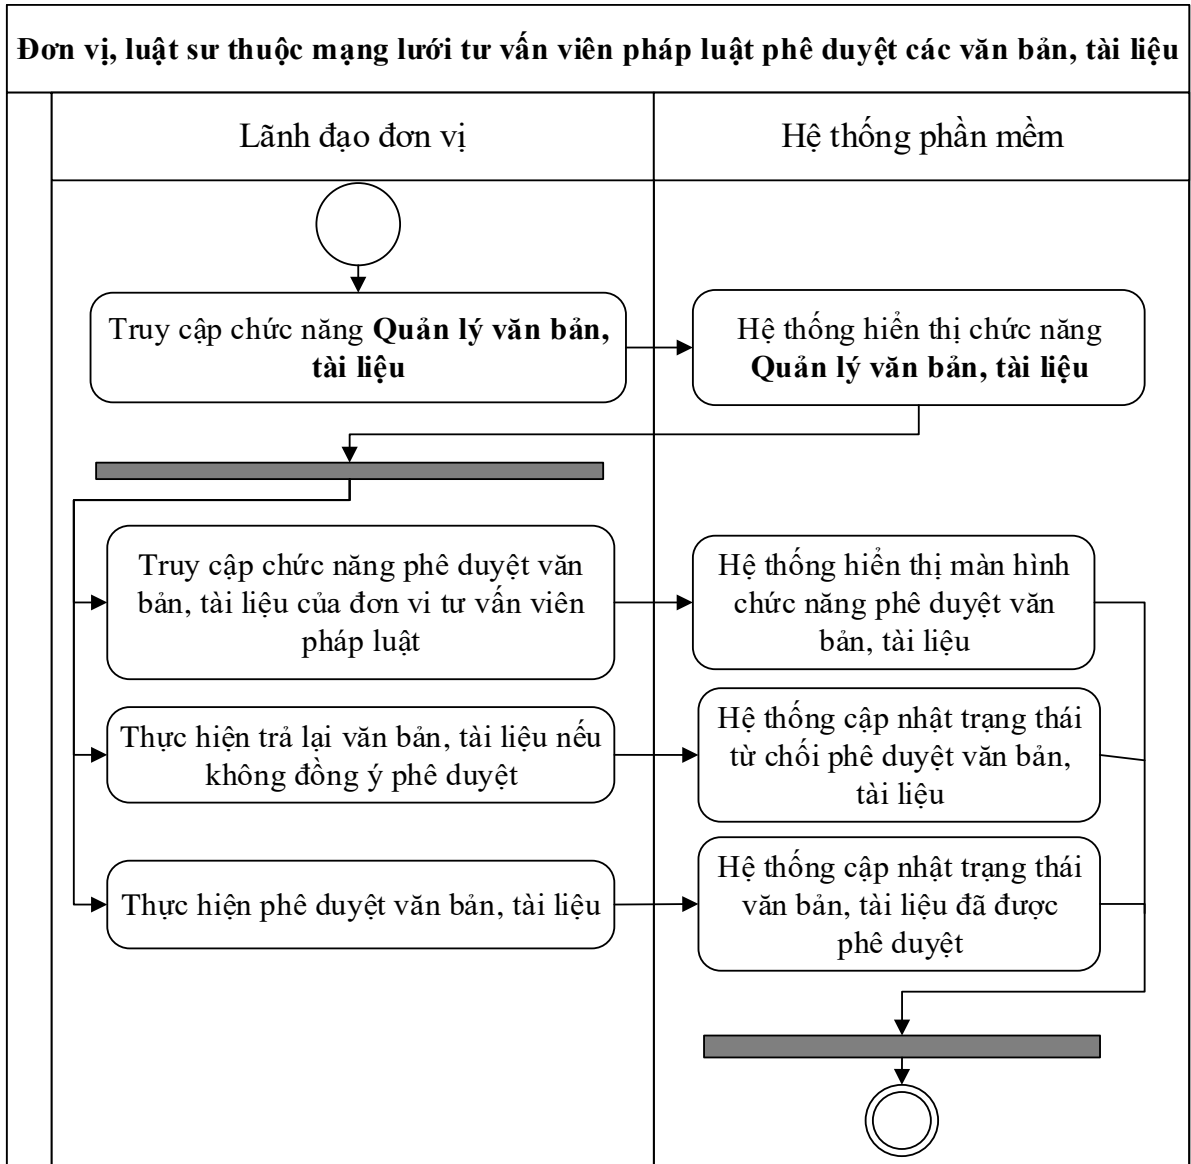 Đơn vị, luật sư thuộc mạng lưới tư vấn viên pháp luật phê duyệt các văn bản, tài liệu
Lãnh đạo đơn vị
Hệ thống phần mềm
Truy cập chức năng Quản lý văn bản,
tài liệu
Hệ thống hiển thị chức năng
Quản lý văn bản, tài liệu
Truy cập chức năng phê duyệt văn
bản, tài liệu của đơn vi tư vấn viên
pháp luật
Hệ thống hiển thị màn hình
chức năng phê duyệt văn
bản, tài liệu
Thực hiện trả lại văn bản, tài liệu nếu
không đồng ý phê duyệt
Hệ thống cập nhật trạng thái
từ chối phê duyệt văn bản,
tài liệu
Thực hiện phê duyệt văn bản, tài liệu
Hệ thống cập nhật trạng thái
văn bản, tài liệu đã được
phê duyệt